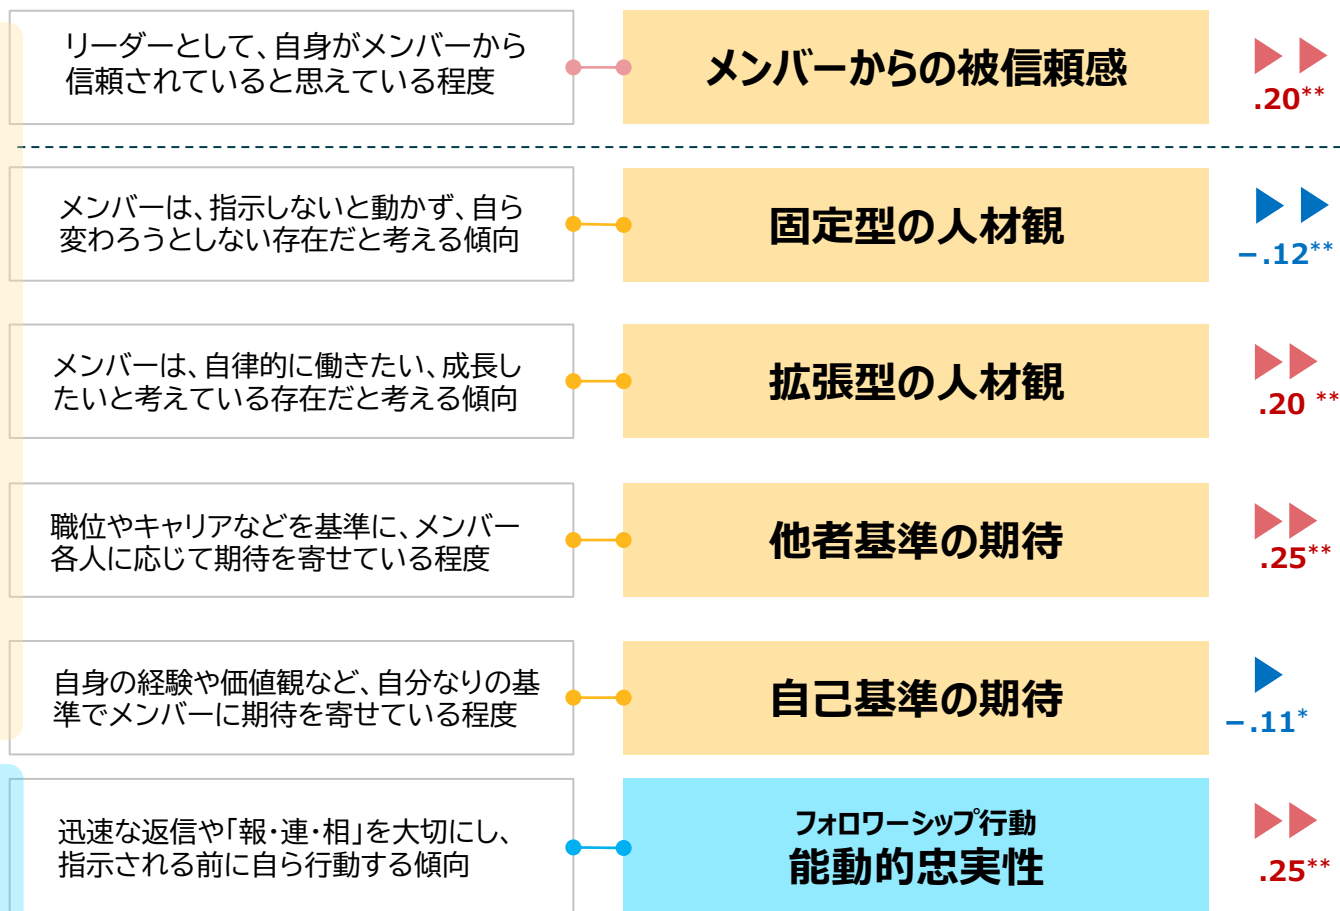 リーダーとして、自身がメンバーから
信頼されていると思えている程度
メンバーからの被信頼感
.20**
メンバーは、指示しないと動かず、自ら
変わろうとしない存在だと考える傾向
固定型の人材観
－.12**
メンバーは、自律的に働きたい、成長し
たいと考えている存在だと考える傾向
拡張型の人材観
.20 **
職位やキャリアなどを基準に、メンバー
各人に応じて期待を寄せている程度
他者基準の期待
.25**
自身の経験や価値観など、自分なりの基
準でメンバーに期待を寄せている程度
自己基準の期待
－.11*
迅速な返信や「報・連・相」を大切にし、
指示される前に自ら行動する傾向
フォロワーシップ行動
能動的忠実性
.25**